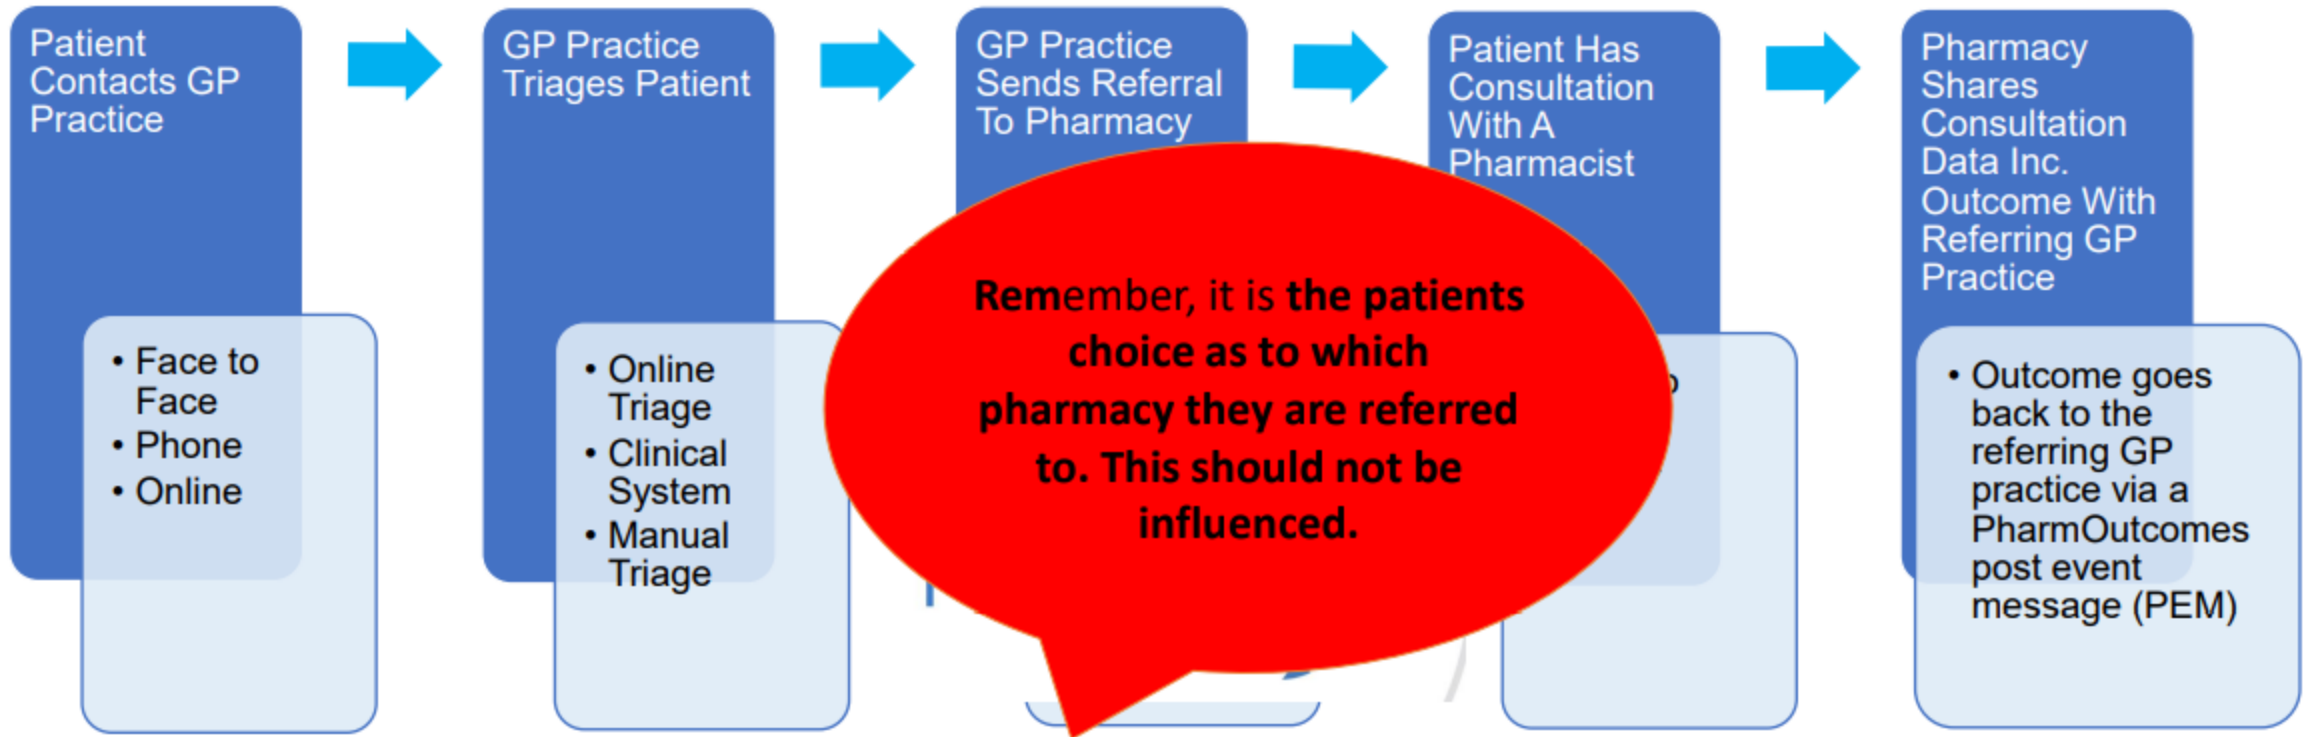 Patient
Contacts GP
Practice
• Face to
Face
• Phone
• Online
GP Practice
Triages Patient
• Online
Triage
• Clinical
System
• Manual
Triage
GP Practice
Sends Referral
To Pharmacy
Remember, it is the patients
choice as to which
pharmacy they are referred
to. This should not be
influenced.
Patient Has
Consultation
With A
Pharmacist
Pharmacy
Shares
Consultation
Data Inc.
Outcome With
Referring GP
Practice
• Outcome goes
back to the
referring GP
practice via a
PharmOutcomes
post event
message (PEM)